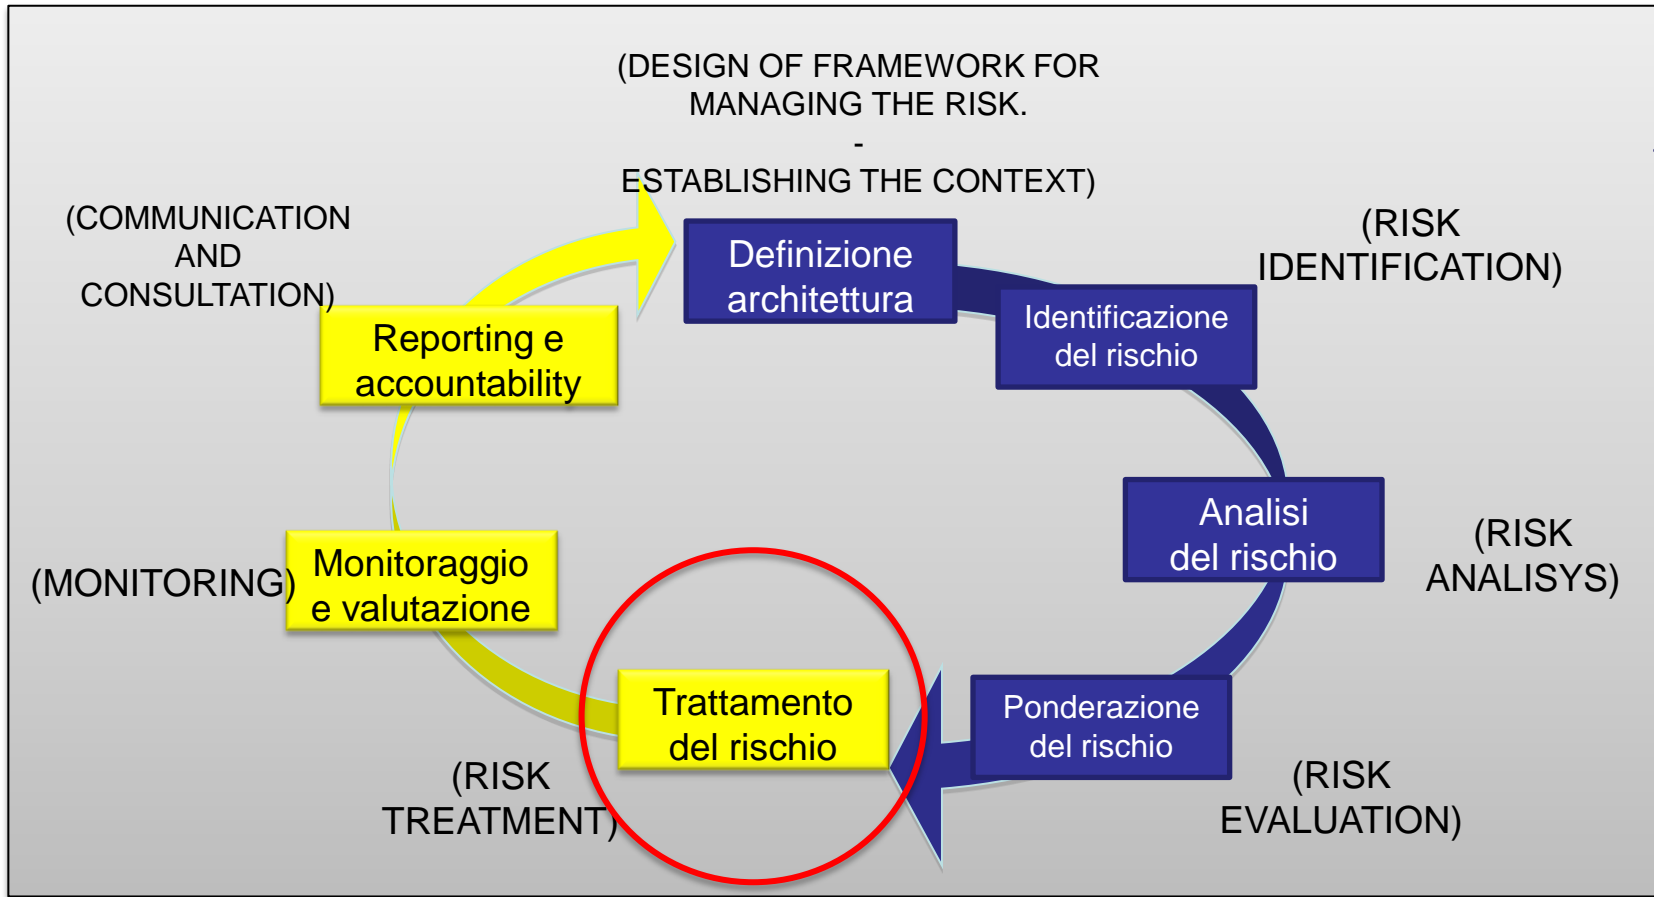 (DESIGN OF FRAMEWORK FOR
MANAGING THE RISK.
-
ESTABLISHING THE CONTEXT)
Definizione
architettura
(RISK
IDENTIFICATION)
Identificazione
del rischio
Analisi
del rischio
(RISK
ANALISYS)
Ponderazione
del rischio
(RISK
EVALUATION)
Trattamento
del rischio
(RISK
TREATMENT)
Monitoraggio
e valutazione
(MONITORING)
Reporting e
accountability
(COMMUNICATION
AND
CONSULTATION)